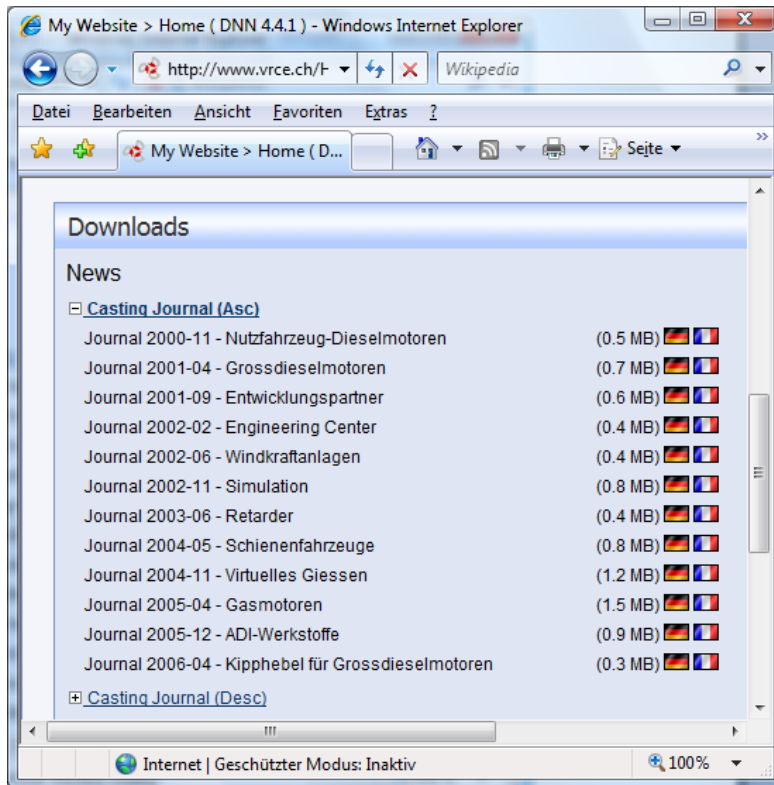 My Website > Home ( DNN 4.4.1 ) - Windows Internet Explorer
http://www.vrce.ch/H
Wikipedia
Datei Bearbeiten Ansicht Favoriten Extras ?
My Website > Home ( D... Seite
Downloads
News
Casting Journal (Asc)
Journal 2000-11 - Nutzfahrzeug-Dieselmotoren (0.5 MB)
Journal 2001-04 - Grossdieselmotoren (0.7 MB)
Journal 2001-09 - Entwicklungspartner (0.6 MB)
Journal 2002-02 - Engineering Center (0.4 MB)
Journal 2002-06 - Windkraftanlagen (0.4 MB)
Journal 2002-11 - Simulation (0.8 MB)
Journal 2003-06 - Retarder (0.4 MB)
Journal 2004-05 - Schienenfahrzeuge (0.8 MB)
Journal 2004-11 - Virtuelles Giessen (1.2 MB)
Journal 2005-04 - Gasmotoren (1.5 MB)
Journal 2005-12 - ADI-Werkstoffe (0.9 MB)
Journal 2006-04 - Kipphebel für Grossdieselmotoren (0.3 MB)
Casting Journal (Desc)
Internet | Geschützter Modus: Inaktiv 100%